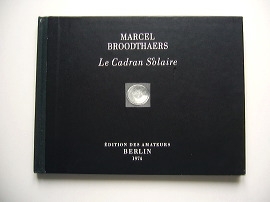 MARCEL
BROODTHAERS
Le Cadran Solaire
ÉDITION DES AMATEURS
BERLIN
1974